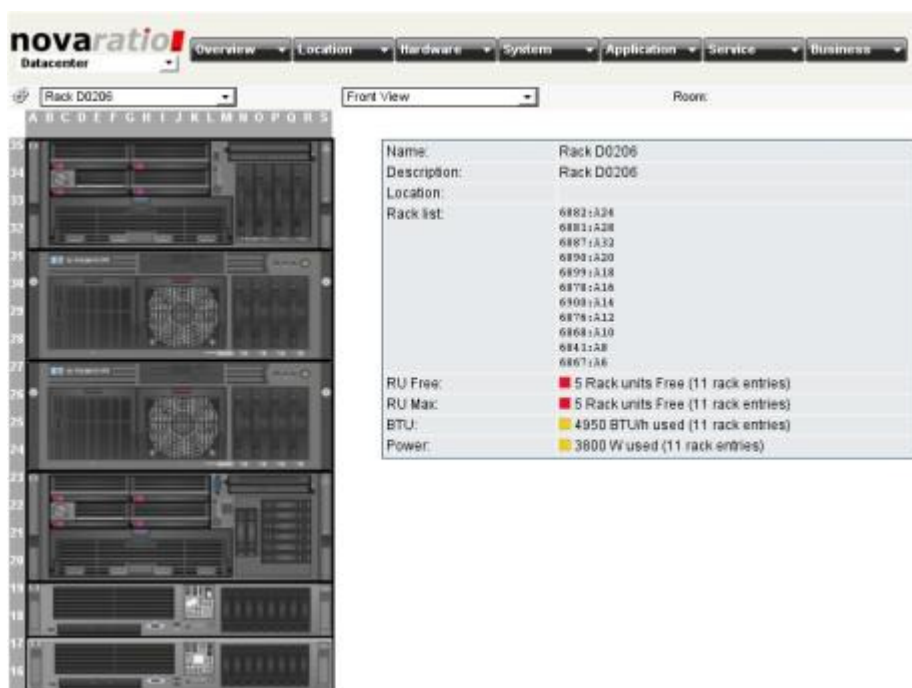 novaratio
Datacenter
Overview Location Hardware System Application Service Business
Rack D0206 Front View Room:
A B C D E F G H I J K L M N O P Q R S
Name: Rack D0206
Description: Rack D0206
Location:
Rack list: 6882:A24
6881:A28
6887:A32
6890:A20
6899:A18
6878:A16
6900:A14
6876:A12
6868:A10
6841:A8
6867:A6
RU Free: 5 Rack units Free (11 rack entries)
RU Max: 5 Rack units Free (11 rack entries)
BTU: 4950 BTU/h used (11 rack entries)
Power: 3800 W used (11 rack entries)
35
34
33
32
31
30
29
28
27
26
25
24
23
22
21
20
19
18
17
16